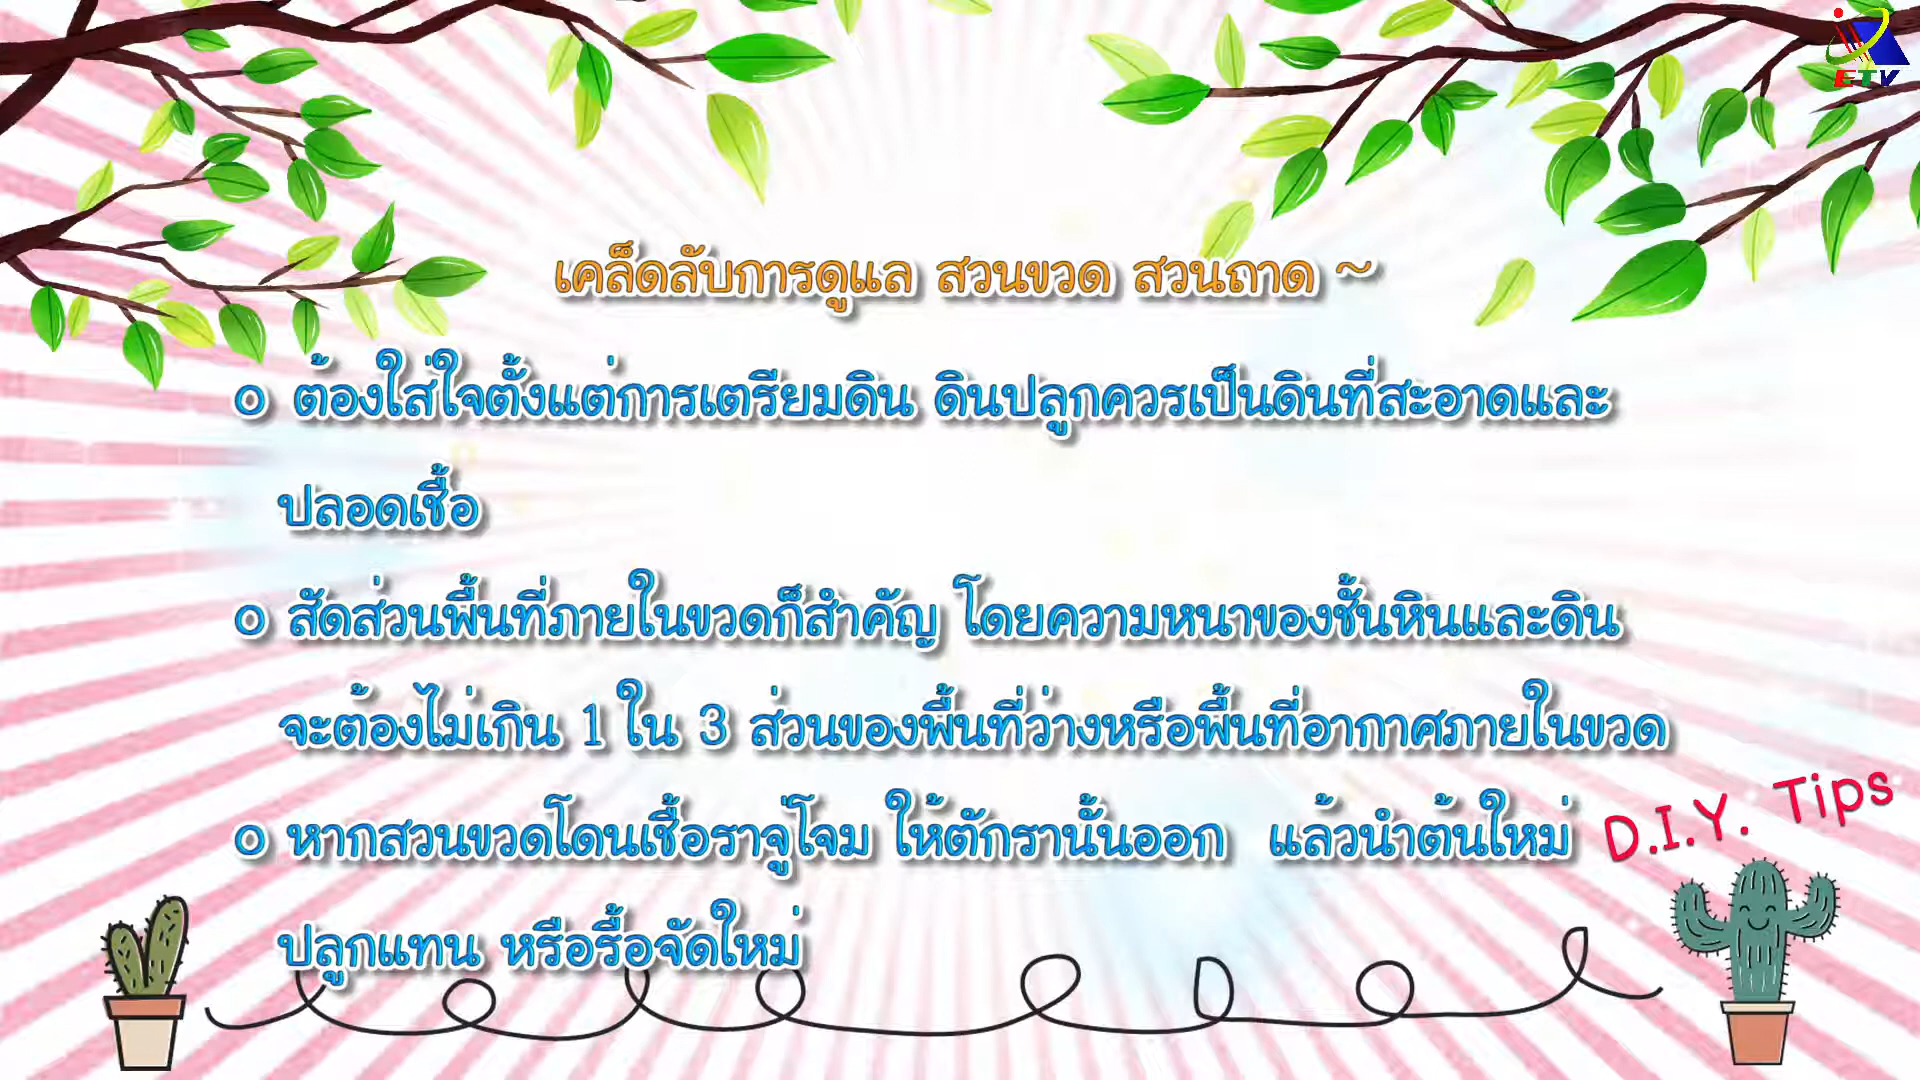 ETV
เคล็ดลับการดูแล สวนขวด สวนถาด ~
o ต้องใส่ใจตั้งแต่การเตรียมดิน ดินปลูกควรเป็นดินที่สะอาดและ
ปลอดเชื้อ
o สัดส่วนพื้นที่ภายในขวดก็สำคัญ โดยความหนาของชั้นหินและดิน
จะต้องไม่เกิน 1 ใน 3 ส่วนของพื้นที่ว่างหรือพื้นที่อากาศภายในขวด
o หากสวนขวดโดนเชื้อราจู่โจม ให้ตักรานั้นออก แล้วนำต้นใหม่
ปลูกแทน หรือรื้อจัดใหม่
D.I.Y. Tips